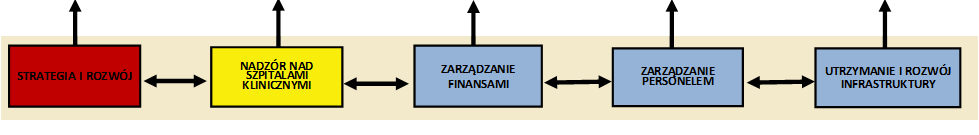 STRATEGIA I ROZWÓJ
NADZÓR NAD
SZPITALAMI
KLINICZNYMI
ZARZĄDZANIE
FINANSAMI
ZARZĄDZANIE
PERSONELEM
UTRZYMANIE I ROZWÓJ
INFRASTRUKTURY